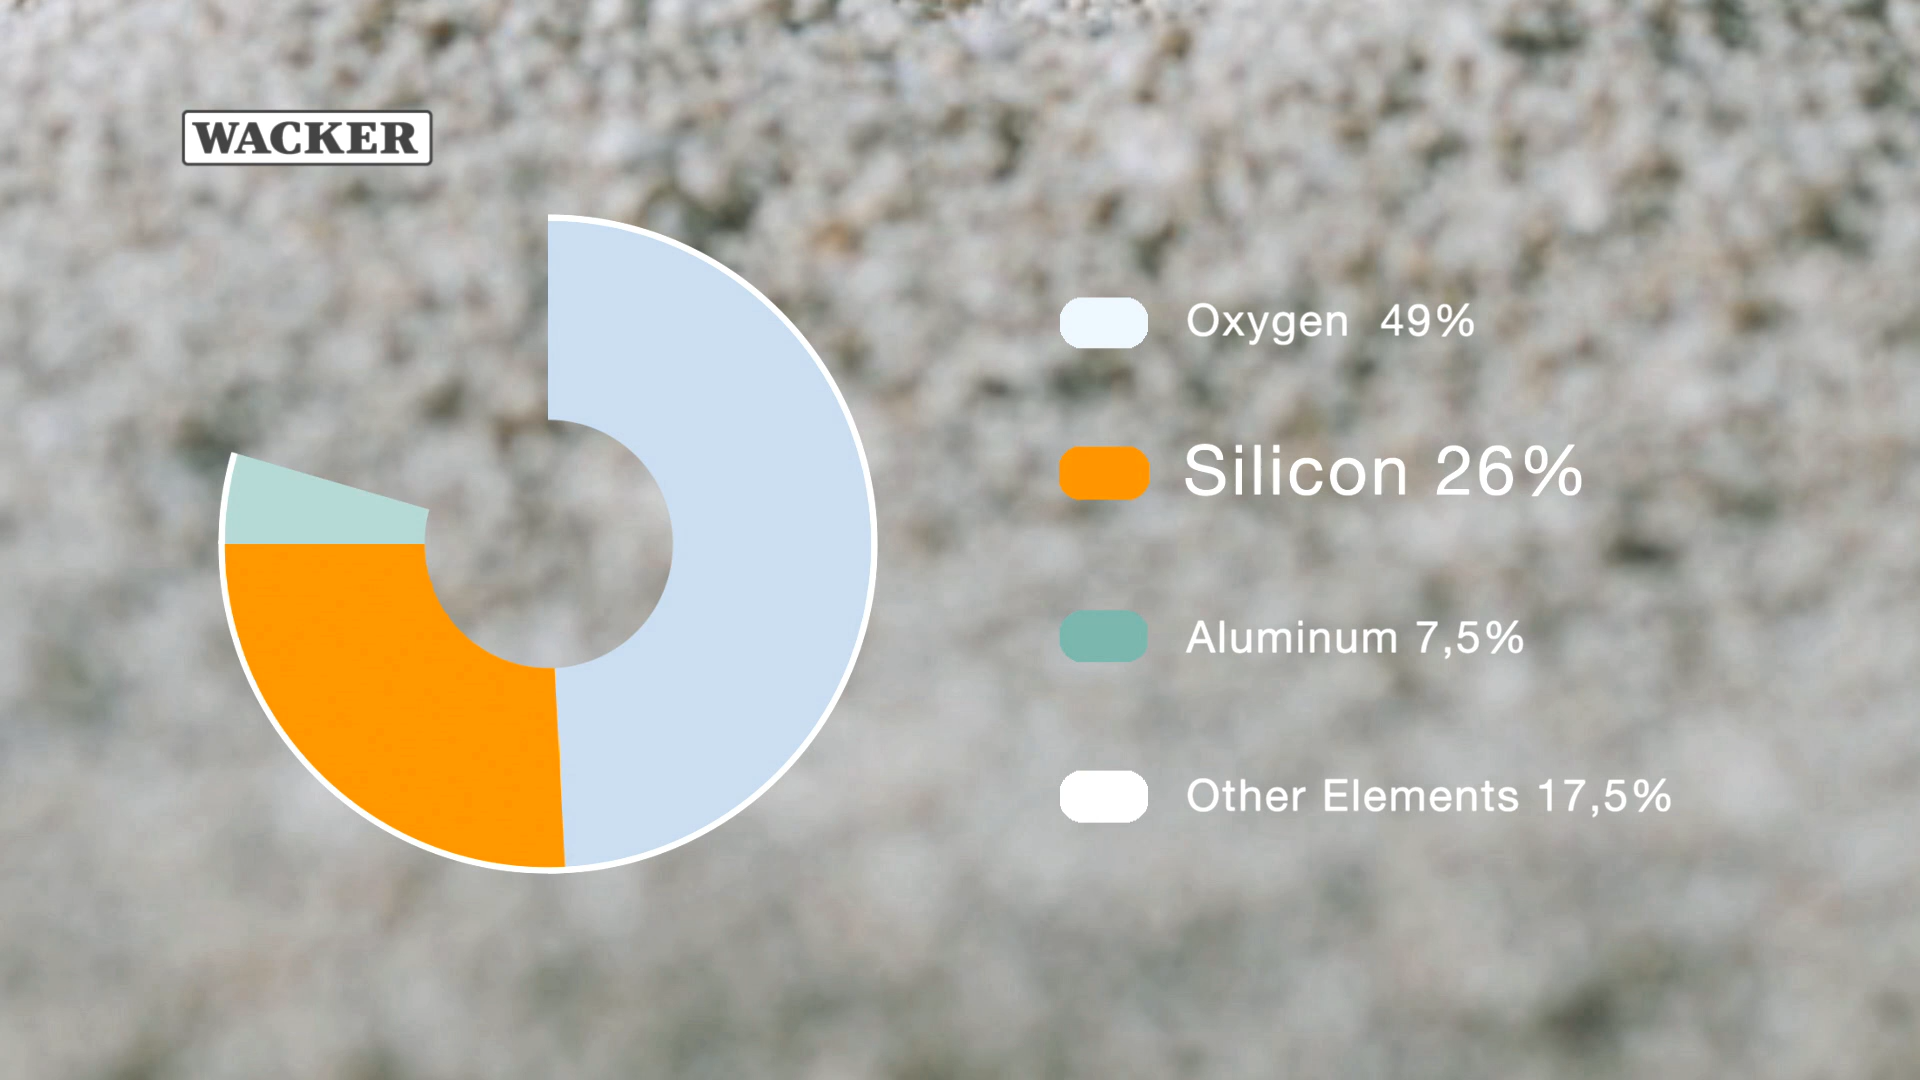 WACKER
Oxygen 49%
Silicon 26%
Aluminum 7,5%
Other Elements 17,5%